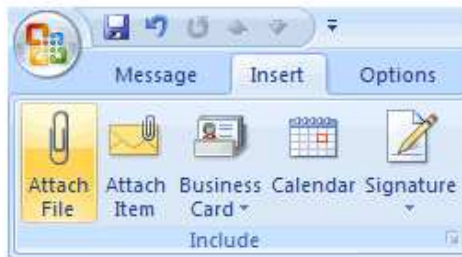 Message Insert Options
Attach Attach Business Calendar Signature
File Item Card
Include